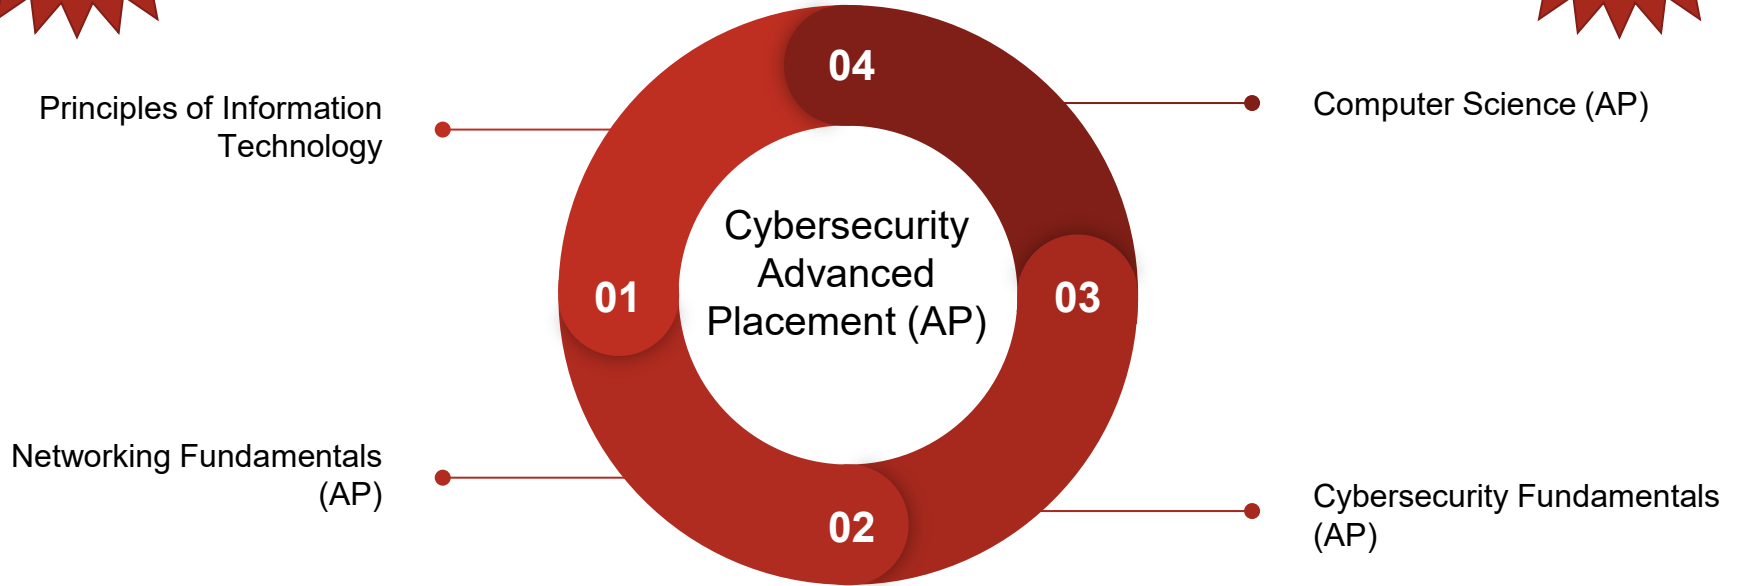 04
Principles of Information
Technology
Computer Science (AP)
Cybersecurity
Advanced
Placement (AP)
01
03
Networking Fundamentals
(AP)
02
Cybersecurity Fundamentals
(AP)